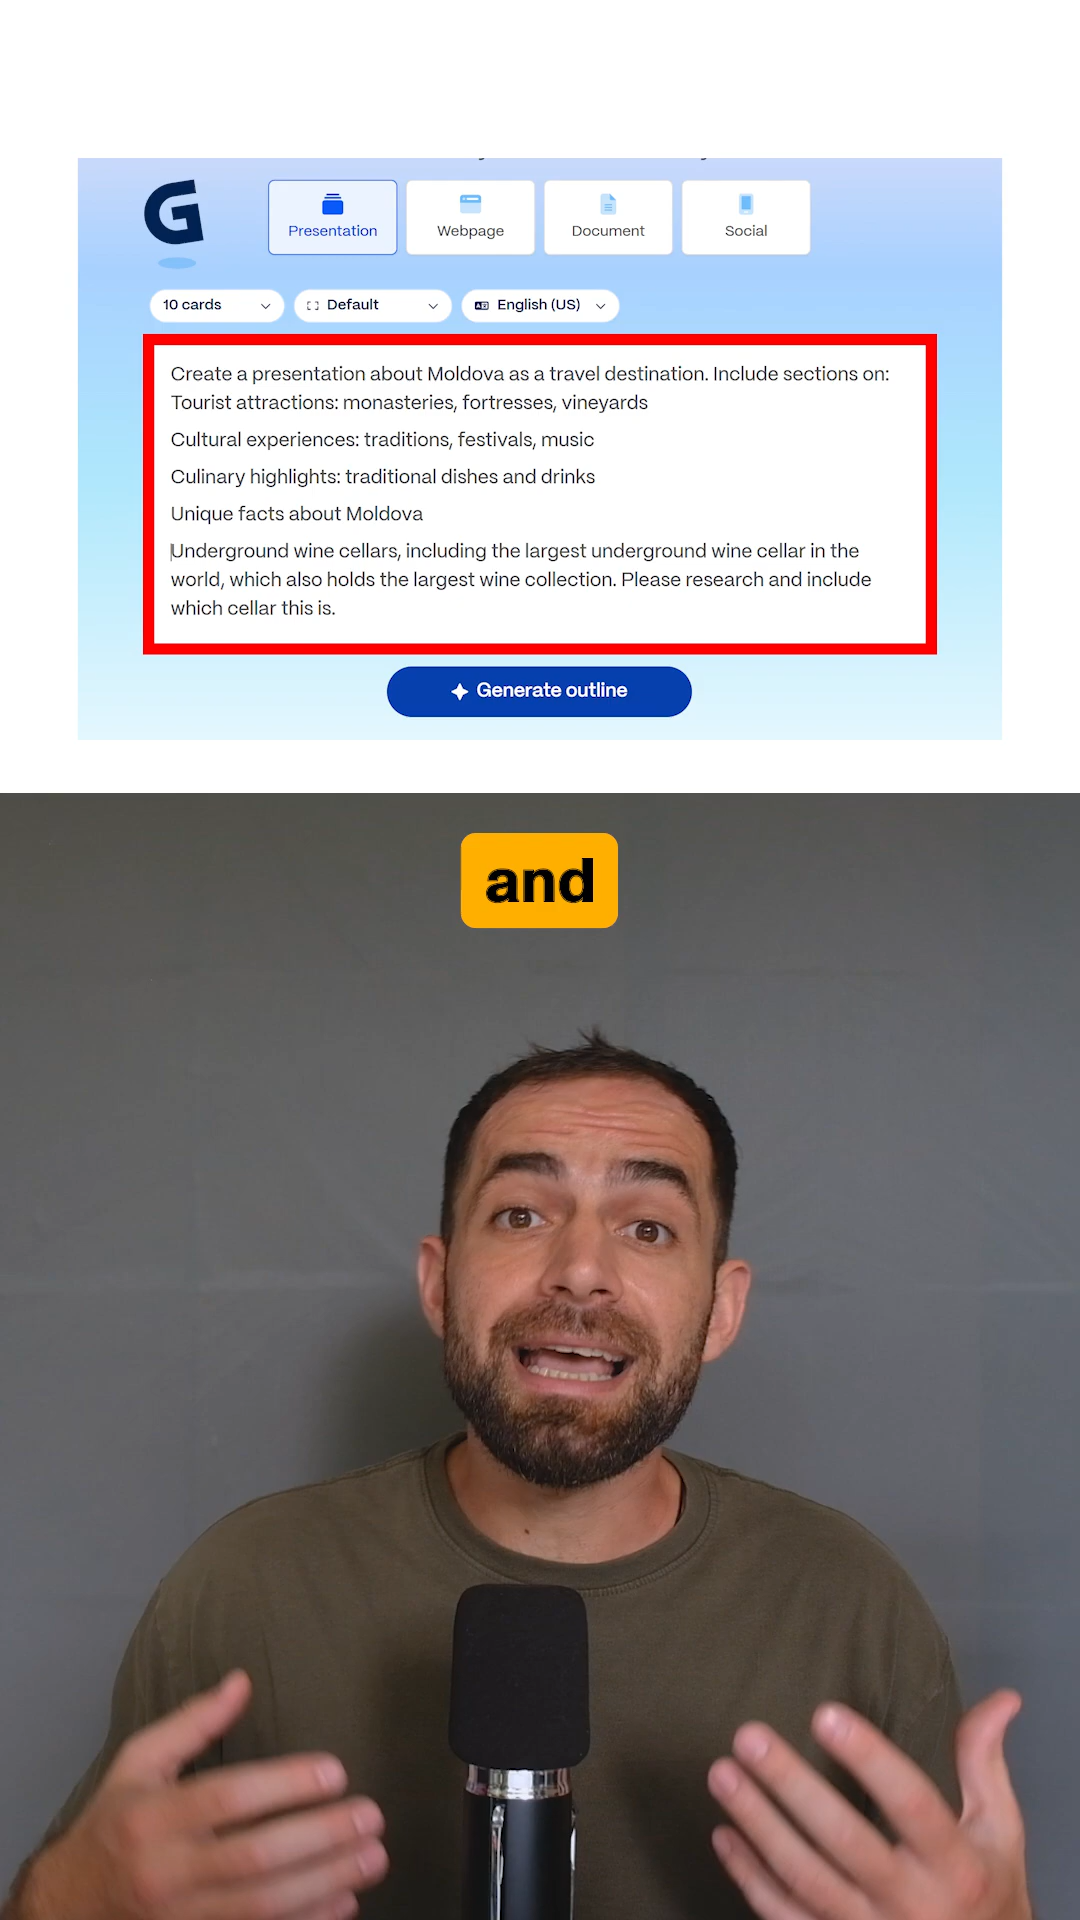 G
Presentation
Webpage
Document
Social
10 cards
Default
English (US)
Create a presentation about Moldova as a travel destination. Include sections on:
Tourist attractions: monasteries, fortresses, vineyards
Cultural experiences: traditions, festivals, music
Culinary highlights: traditional dishes and drinks
Unique facts about Moldova
Underground wine cellars, including the largest underground wine cellar in the
world, which also holds the largest wine collection. Please research and include
which cellar this is.
Generate outline
and